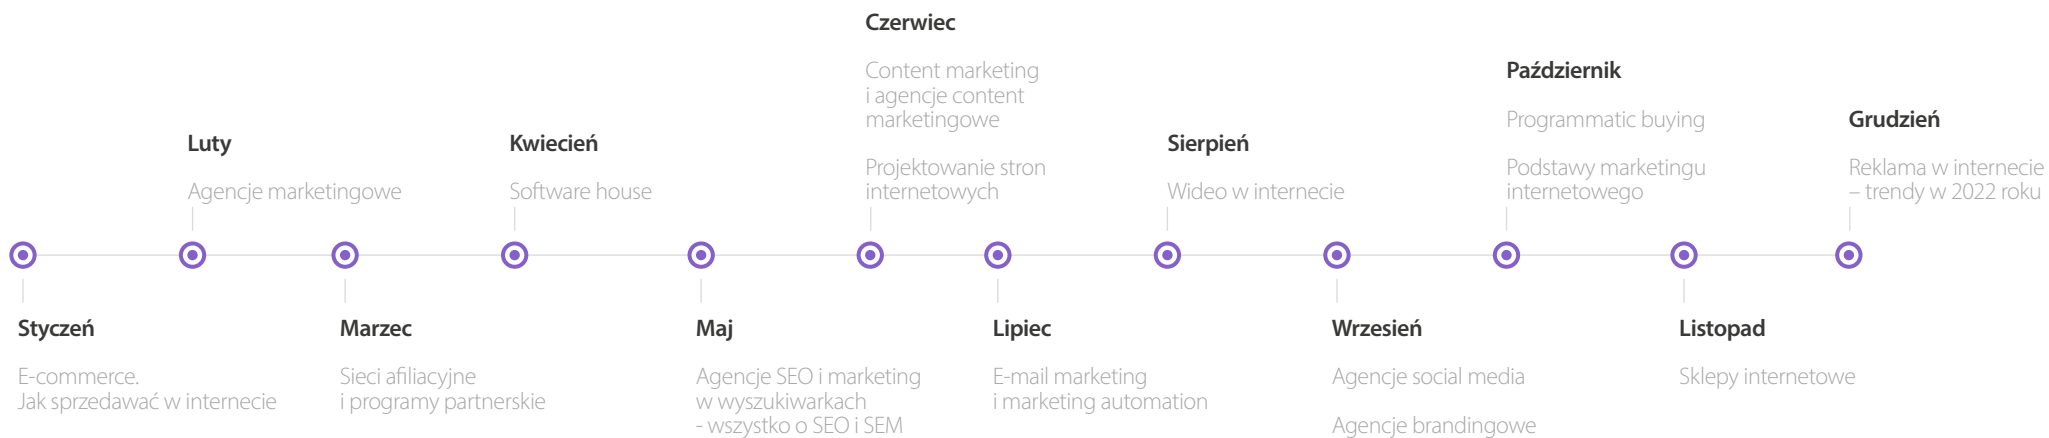 Styczeń
E-commerce.
Jak sprzedawać w internecie
Luty
Agencje marketingowe
Marzec
Sieci afiliacyjne
i programy partnerskie
Kwiecień
Software house
Maj
Agencje SEO i marketing
w wyszukiwarkach
- wszystko o SEO i SEM
Czerwiec
Content marketing
i agencje content
marketingowe
Projektowanie stron
internetowych
Lipiec
E-mail marketing
i marketing automation
Sierpień
Wideo w internecie
Wrzesień
Agencje social media
Agencje brandingowe
Październik
Programmatic buying
Podstawy marketingu
internetowego
Listopad
Sklepy internetowe
Grudzień
Reklama w internecie
– trendy w 2022 roku